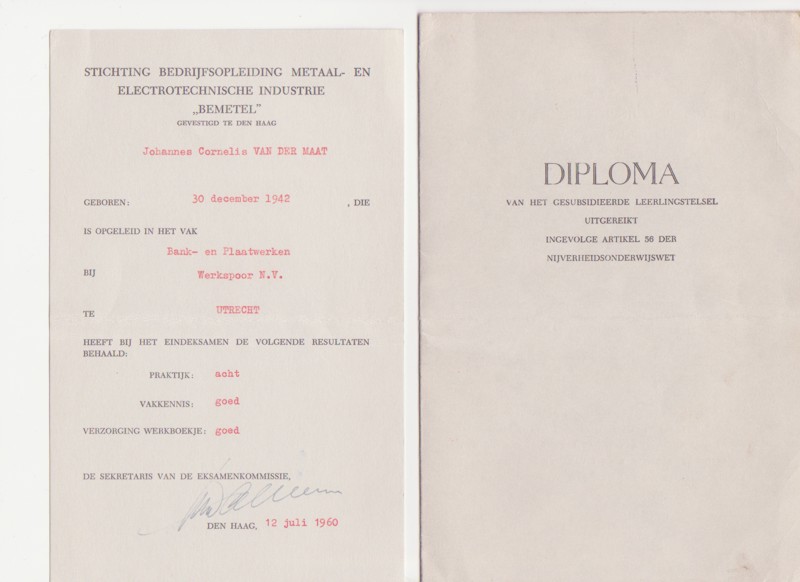 STICHTING BEDRIJFSOPLEIDING METAAL- EN
ELECTROTECHNISCHE INDUSTRIE
„BEMETEL”
GEVESTIGD TE DEN HAAG
Johannes Cornelis VAN DER MAAT
GEBOREN: 30 december 1942 , DIE
IS OPGELEID IN HET VAK
Bank- en Plaatwerken
BIJ Werkspoor N.V.
TE UTRECHT
HEEFT BIJ HET EINDEKSAMEN DE VOLGENDE RESULTATEN
BEHAALD:
PRAKTIJK: acht
VAKKENNIS: goed
VERZORGING WERKBOEKJE: goed
DE SEKRETARIS VAN DE EKSAMENKOMMISSIE,
DEN HAAG, 12 juli 1960
DIPLOMA
VAN HET GESUBSIDIEERDE LEERLINGSTELSEL
UITGEREIKT
INGEVOLGE ARTIKEL 36 DER
NIJVERHEIDSONDERWIJSWET